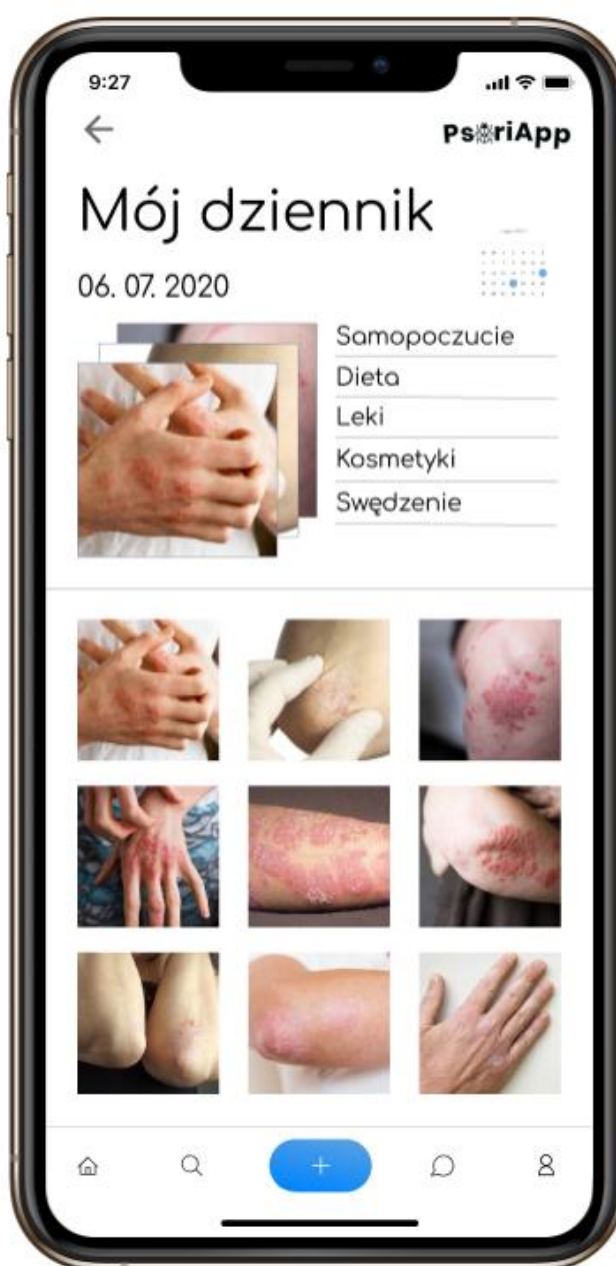 9:27
PsoriApp
Mój dziennik
06. 07. 2020
Samopoczucie
Dieta
Leki
Kosmetyki
Swędzenie